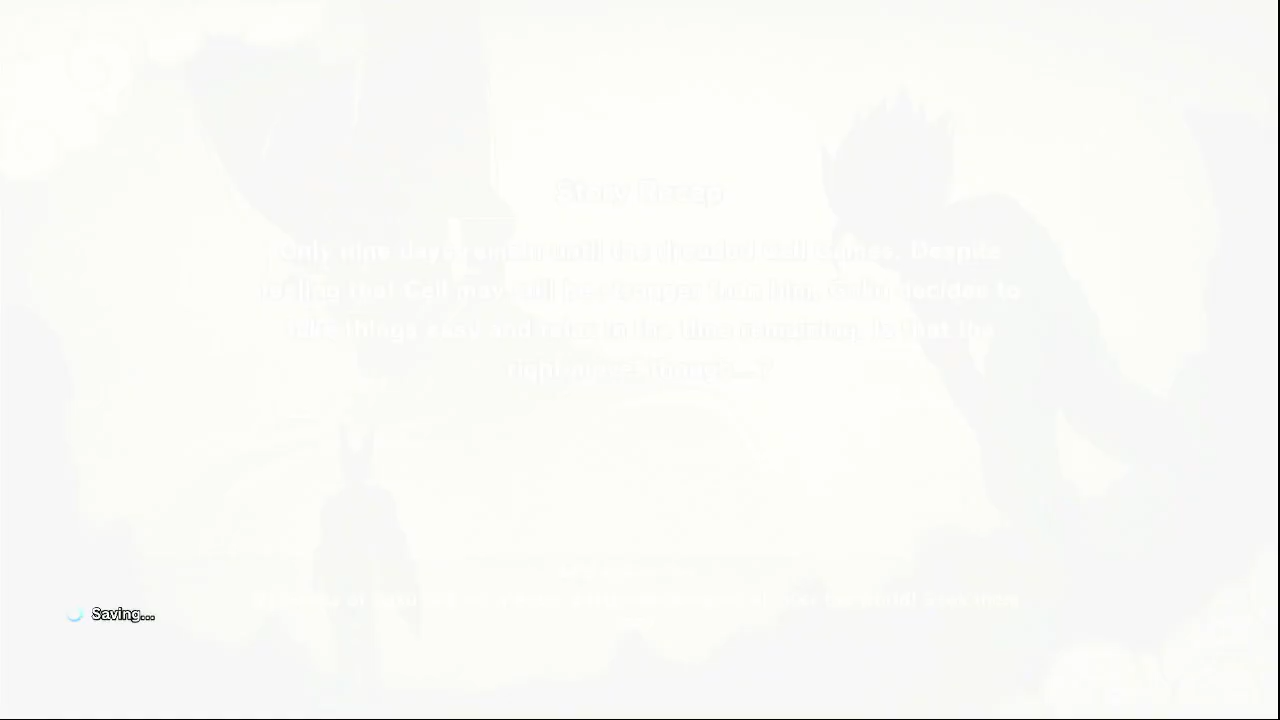 Story Recap
Only nine days remain until the dreaded Cell Games. Despite
feeling that Cell may still be stronger than him, Goku decides to
take things easy and relax in the time remaining. Is that the
right move, though...?
Saving...